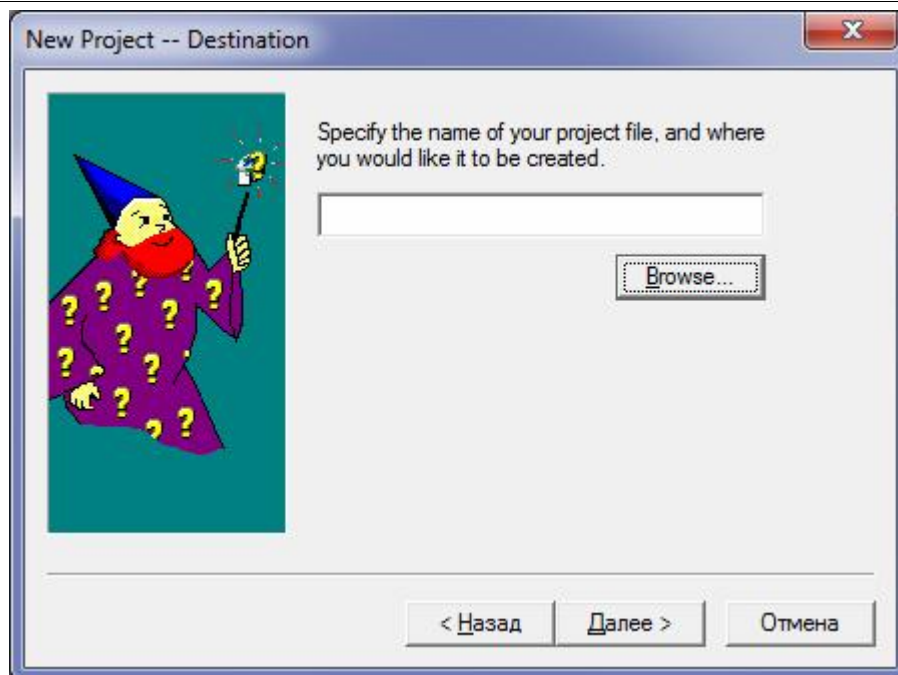 New Project -- Destination
Specify the name of your project file, and where
you would like it to be created.
Browse...
< Назад
Далее >
Отмена